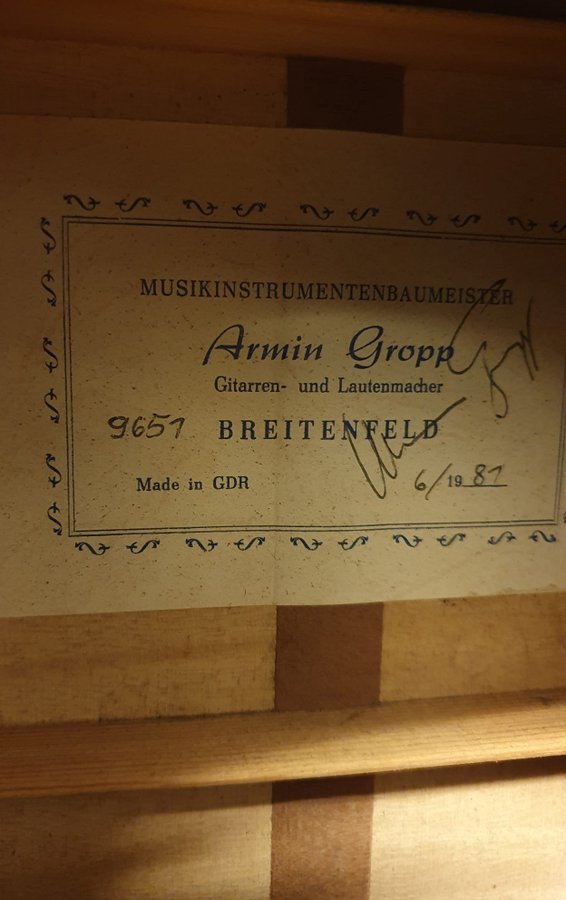 MUSIKINSTRUMENTENBAUMEISTER
Armin Gropp
Gitarren- und Lautenmacher
9651 BREITENFELD
Made in GDR 6/1981